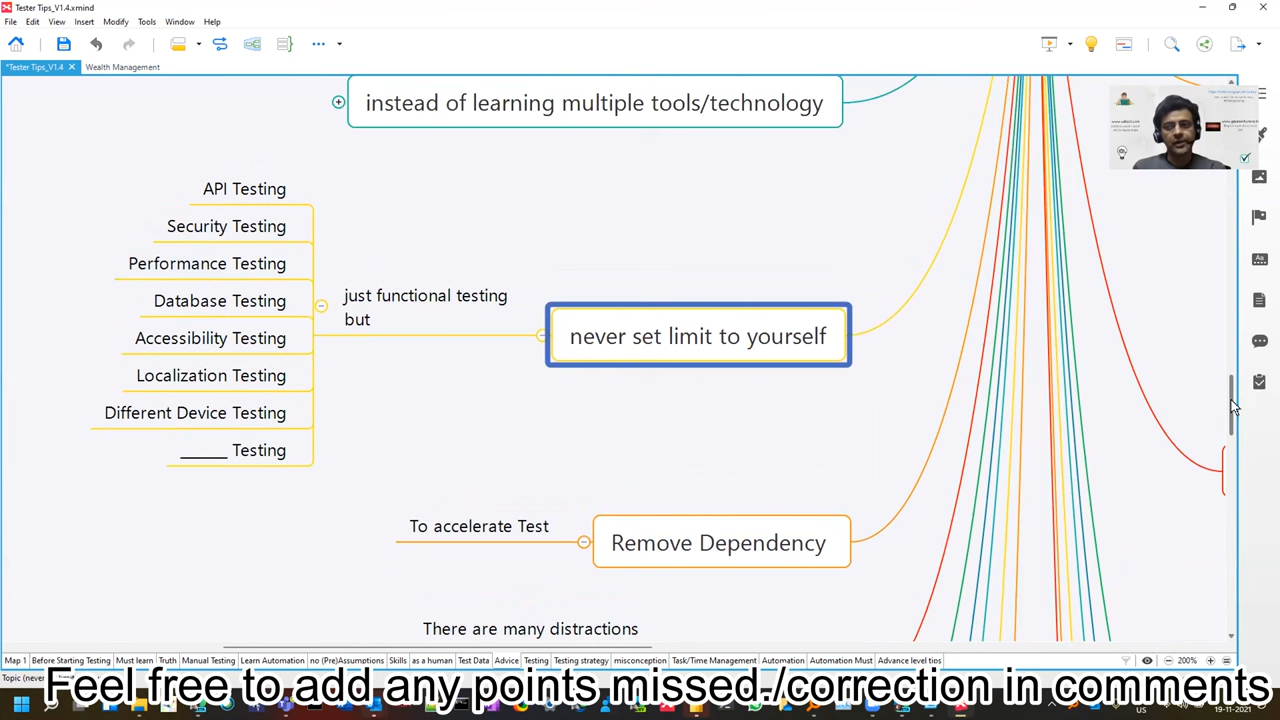 Tester Tips_V1.4.xmind
File Edit View Insert Modify Tools Window Help
*Tester Tips_V1.4 Wealth Management
instead of learning multiple tools/technology
API Testing
Security Testing
Performance Testing
Database Testing
Accessibility Testing
Localization Testing
Different Device Testing
______ Testing
just functional testing
but
never set limit to yourself
To accelerate Test
Remove Dependency
There are many distractions
Map 1 Before Starting Testing Must learn Truth Manual Testing Learn Automation no (Pre)Assumptions Skills as a human Test Data Advice Testing Testing strategy misconception Task/Time Management Automation Automation Must Advance level tips
200%
Feel free to add any points missed./correction in comments
Topic (never
19-11-2021